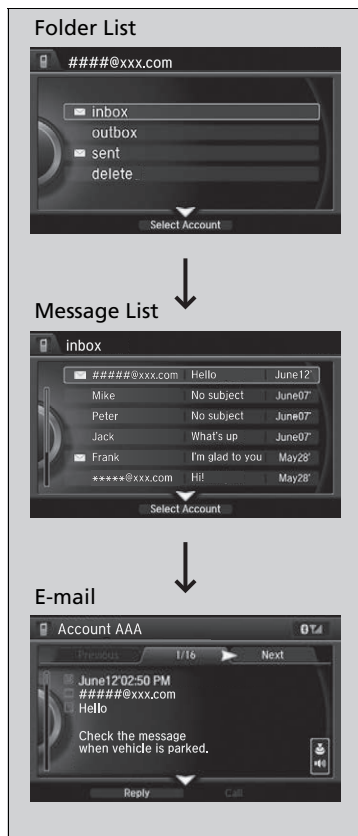 Folder List
####@xxx.com
inbox
outbox
sent
delete
Select Account
Message List
inbox
#####@xxx.com Hello June12'
Mike No subject June07'
Peter No subject June07'
Jack What's up June07'
Frank I'm glad to you May28'
*****@xxx.com Hi! May28'
Select Account
E-mail
Account AAA
Previous 1/16 Next
June12'02:50 PM
#####@xxx.com
Hello
Check the message
when vehicle is parked.
Reply Call